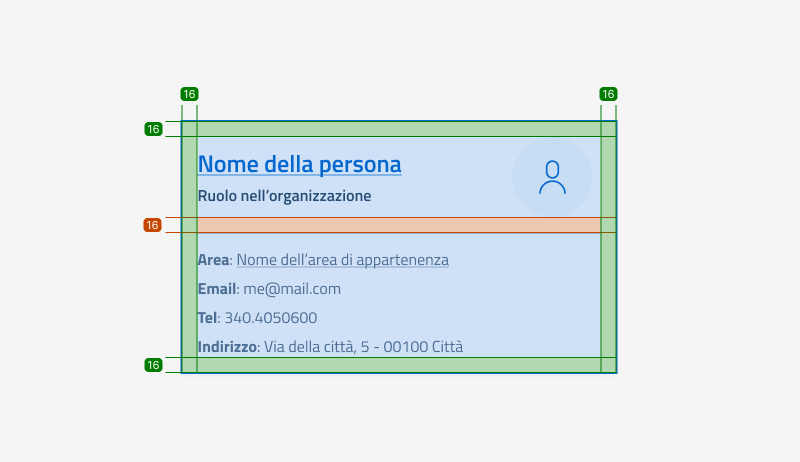 16 16
16
Nome della persona
Ruolo nell’organizzazione
16
Area: Nome dell’area di appartenenza
Email: me@mail.com
Tel: 340.4050600
Indirizzo: Via della città, 5 - 00100 Città
16